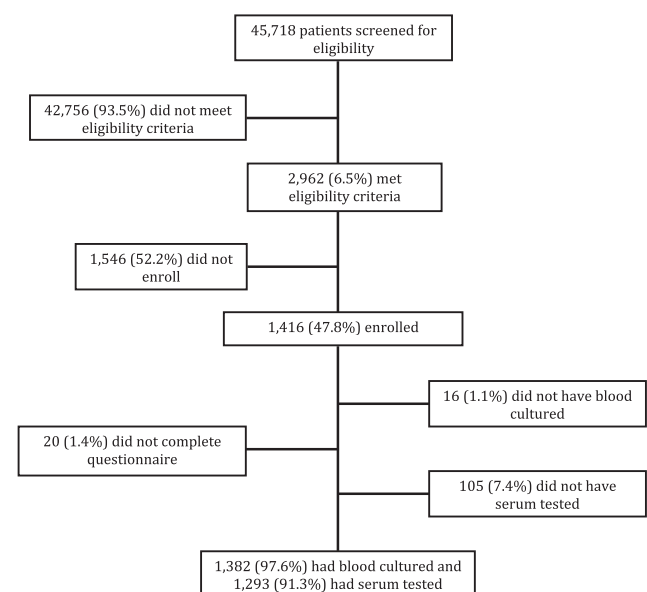 45,718 patients screened for
eligibility
42,756 (93.5%) did not meet
eligibility criteria
2,962 (6.5%) met
eligibility criteria
1,546 (52.2%) did not
enroll
1,416 (47.8%) enrolled
16 (1.1%) did not have blood
cultured
20 (1.4%) did not complete
questionnaire
105 (7.4%) did not have
serum tested
1,382 (97.6%) had blood cultured and
1,293 (91.3%) had serum tested